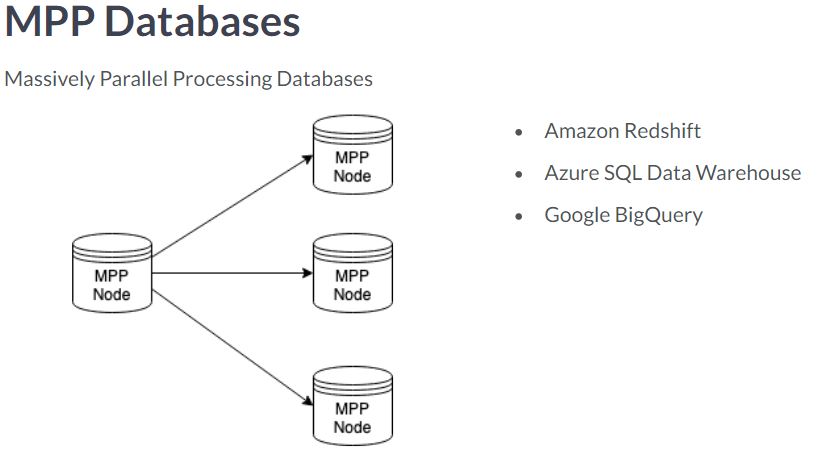 MPP Databases
Massively Parallel Processing Databases
MPP
Node
MPP
Node
MPP
Node
MPP
Node
• Amazon Redshift
• Azure SQL Data Warehouse
• Google BigQuery